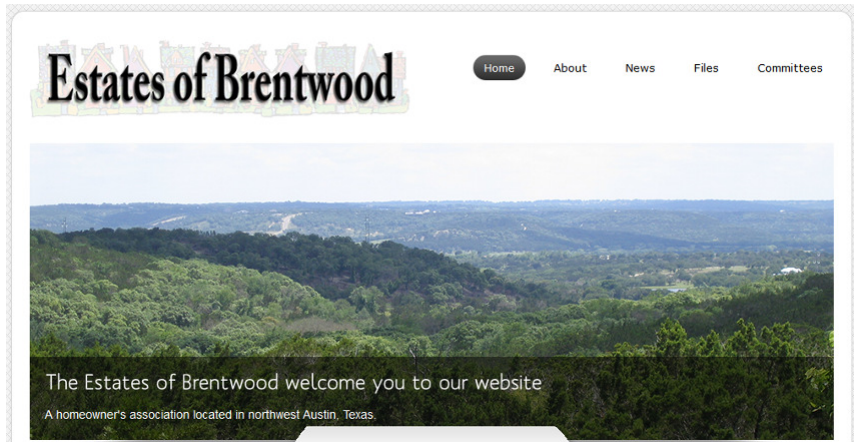 Estates of Brentwood
Home About News Files Committees
The Estates of Brentwood welcome you to our website
A homeowner's association located in northwest Austin, Texas.